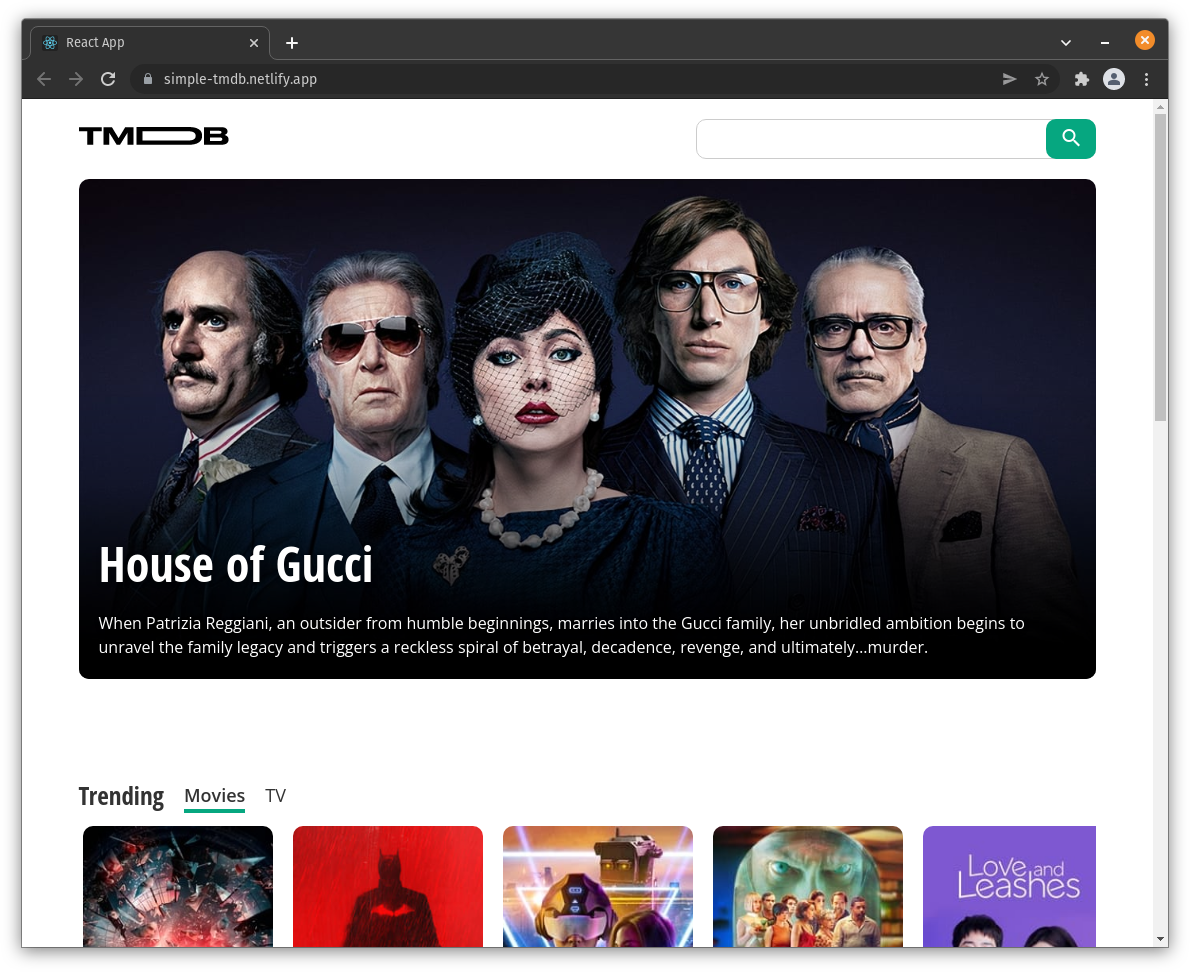 React App
simple-tmdb.netlify.app
TMDB
House of Gucci
When Patrizia Reggiani, an outsider from humble beginnings, marries into the Gucci family, her unbridled ambition begins to
unravel the family legacy and triggers a reckless spiral of betrayal, decadence, revenge, and ultimately...murder.
Trending Movies TV
Love and
Leashes